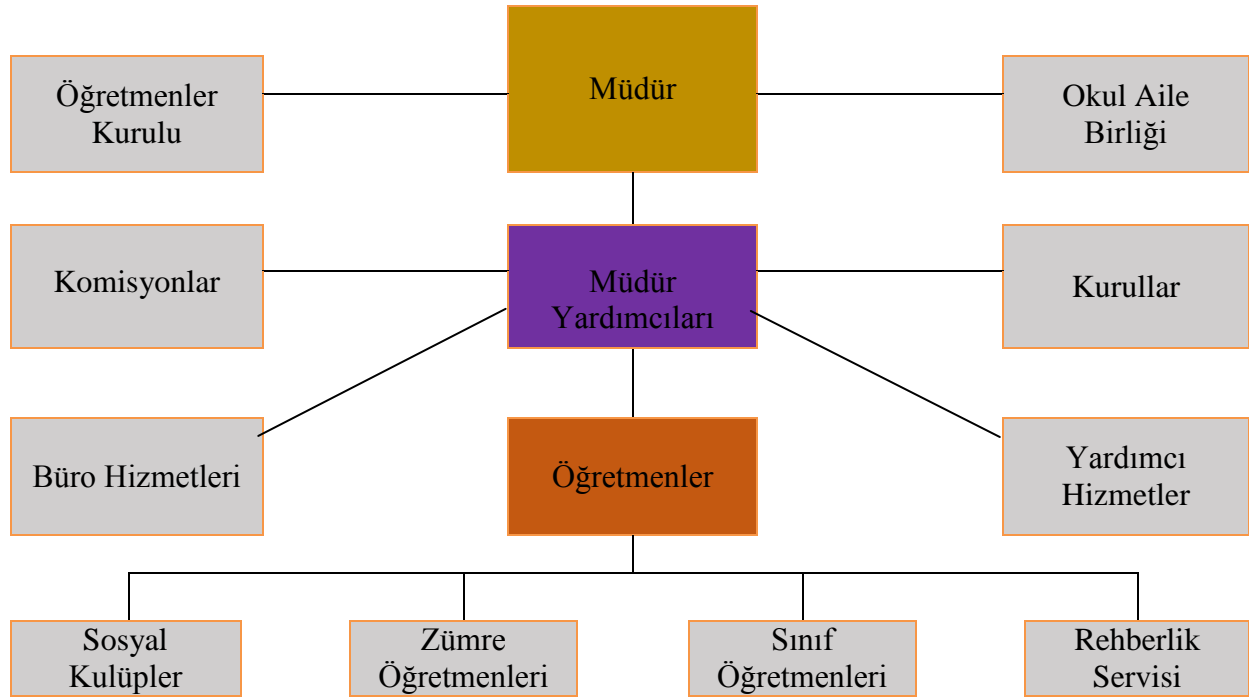 Öğretmenler
Kurulu
Müdür
Okul Aile
Birliği
Komisyonlar
Müdür
Yardımcıları
Kurullar
Büro Hizmetleri
Öğretmenler
Yardımcı
Hizmetler
Sosyal
Kulüpler
Zümre
Öğretmenleri
Sınıf
Öğretmenleri
Rehberlik
Servisi